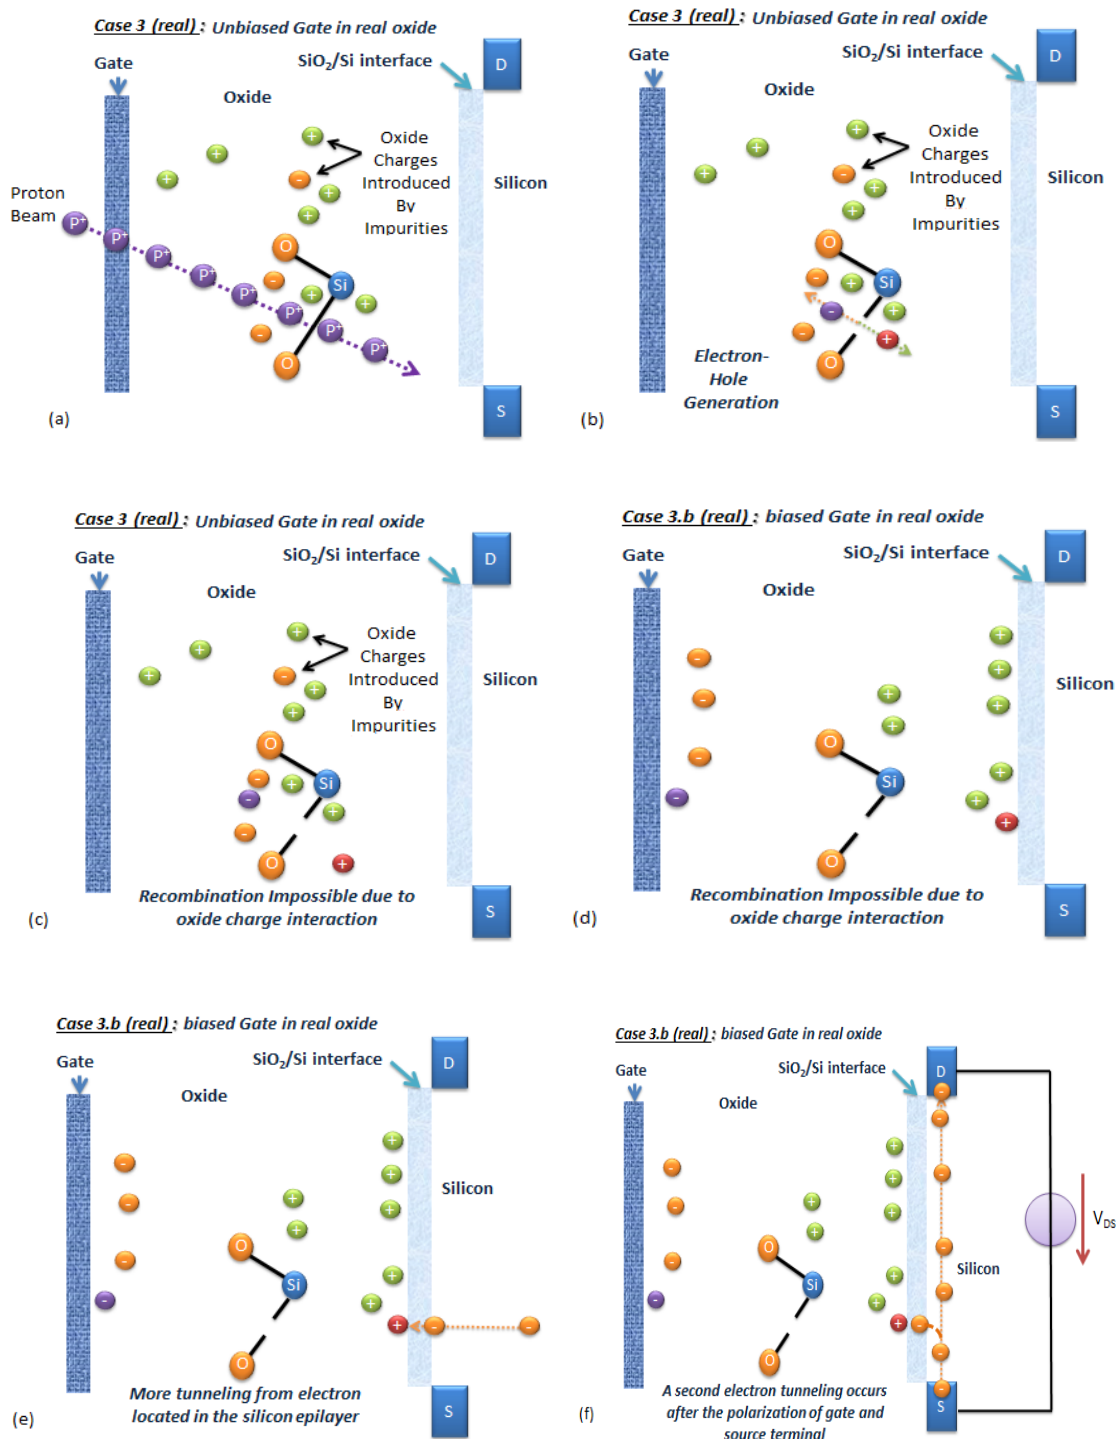 Case 3 (real) : Unbiased Gate in real oxide
Gate
SiO₂/Si interface
D
Oxide
+
+
+
Oxide
Charges
Introduced
By
Impurities
-
+
+
Silicon
Proton
Beam
P⁺
P⁺
P⁺
P⁺
P⁺
P⁺
P⁺
P⁺
O
-
+
Si
+
-
O
S
(a)
Case 3 (real) : Unbiased Gate in real oxide
Gate
SiO₂/Si interface
D
Oxide
+
+
+
Oxide
Charges
Introduced
By
Impurities
-
+
+
Silicon
O
-
+
Si
-
+
-
+
O
Electron-
Hole
Generation
S
(b)
Case 3 (real) : Unbiased Gate in real oxide
Gate
SiO₂/Si interface
D
Oxide
+
+
+
Oxide
Charges
Introduced
By
Impurities
-
+
+
Silicon
O
-
+
Si
-
+
-
O
+
Recombination Impossible due to
oxide charge interaction
S
(c)
Case 3.b (real) : biased Gate in real oxide
Gate
SiO₂/Si interface
D
Oxide
-
-
-
-
+
+
+
+
+
+
+
+
Silicon
O
Si
O
Recombination Impossible due to
oxide charge interaction
S
(d)
Case 3.b (real) : biased Gate in real oxide
Gate
SiO₂/Si interface
D
Oxide
-
-
-
-
+
+
+
+
+
+
+
+
-
-
Silicon
O
Si
O
More tunneling from electron
located in the silicon epilayer
S
(e)
Case 3.b (real) : biased Gate in real oxide
Gate
SiO₂/Si interface
D
Oxide
-
-
-
-
+
+
+
+
+
+
+
+
-
-
-
-
-
-
-
-
Silicon
V_DS
O
Si
O
A second electron tunneling occurs
after the polarization of gate and
source terminal
S
(f)